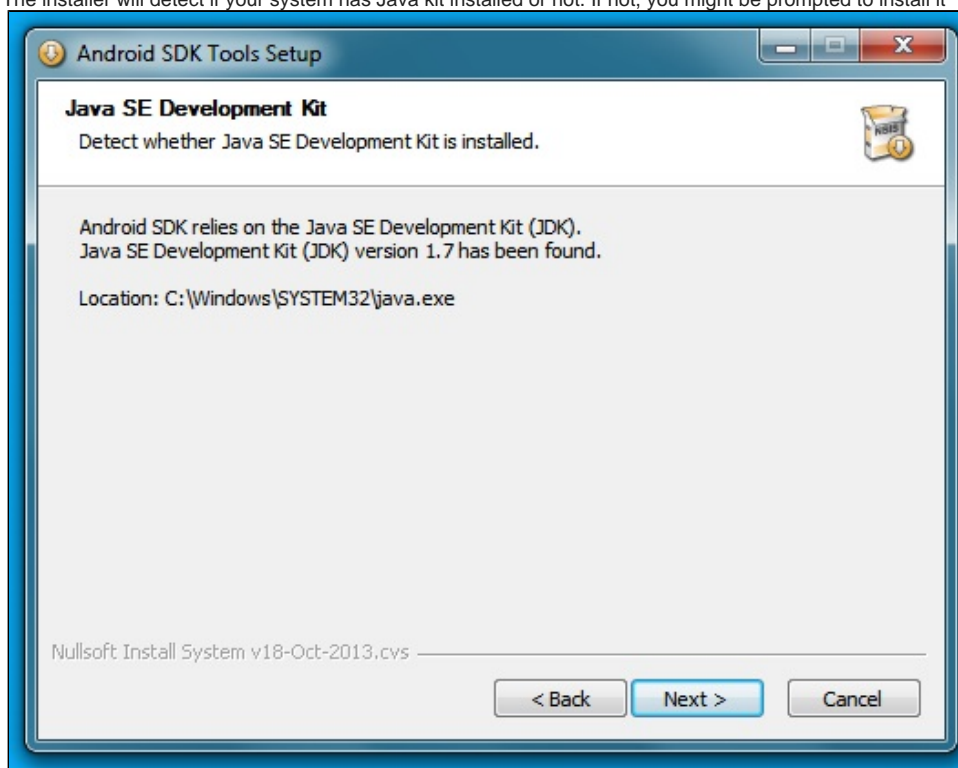 The installer will detect if your system has Java kit installed or not. If not, you might be prompted to install it
Android SDK Tools Setup
Java SE Development Kit
Detect whether Java SE Development Kit is installed.
NSIS
Android SDK relies on the Java SE Development Kit (JDK).
Java SE Development Kit (JDK) version 1.7 has been found.
Location: C:\Windows\SYSTEM32\java.exe
Nullsoft Install System v18-Oct-2013.cvs
< Back Next > Cancel